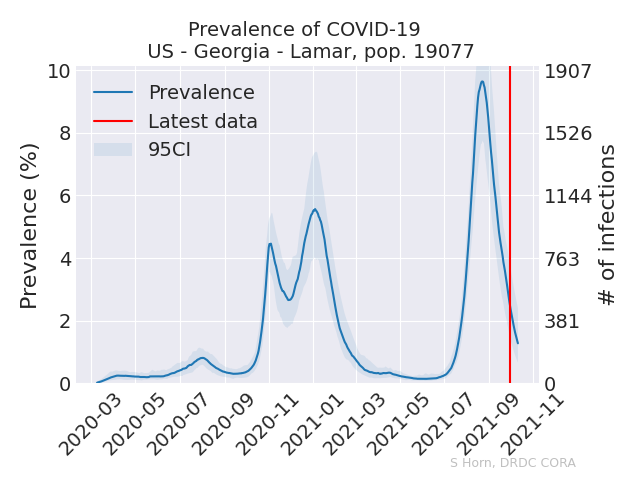 Prevalence of COVID-19
US - Georgia - Lamar, pop. 19077
Prevalence (%)
10
8
6
4
2
0
Prevalence
Latest data
95CI
1907
1526
1144
763
381
0
# of infections
2020-03
2020-05
2020-07
2020-09
2020-11
2021-01
2021-03
2021-05
2021-07
2021-09
2021-11
S Horn, DRDC CORA